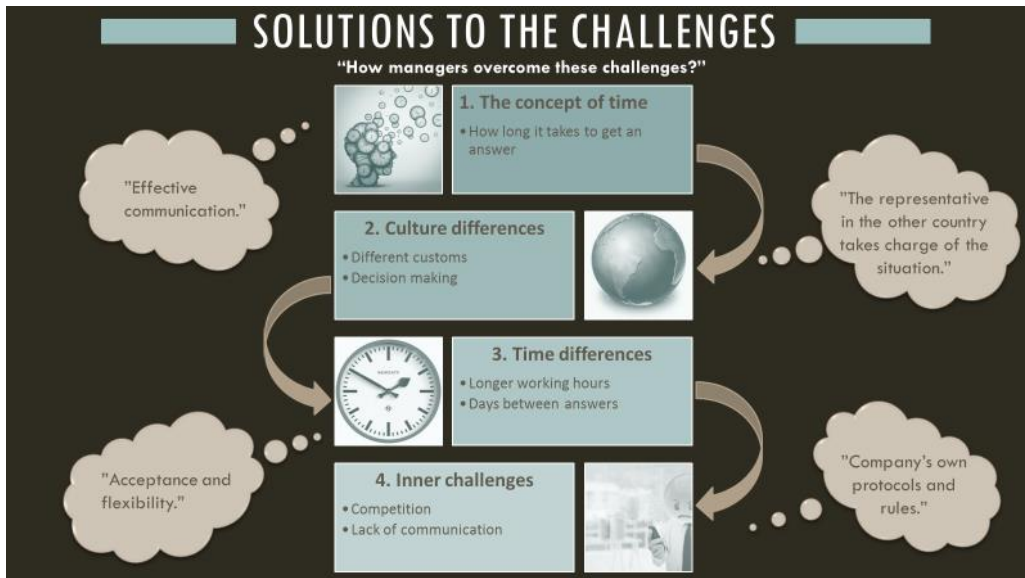 SOLUTIONS TO THE CHALLENGES
“How managers overcome these challenges?”
1. The concept of time
• How long it takes to get an
answer
"Effective
communication."
2. Culture differences
• Different customs
• Decision making
"The representative
in the other country
takes charge of the
situation."
3. Time differences
• Longer working hours
• Days between answers
"Acceptance and
flexibility."
4. Inner challenges
• Competition
• Lack of communication
"Company’s own
protocols and
rules."